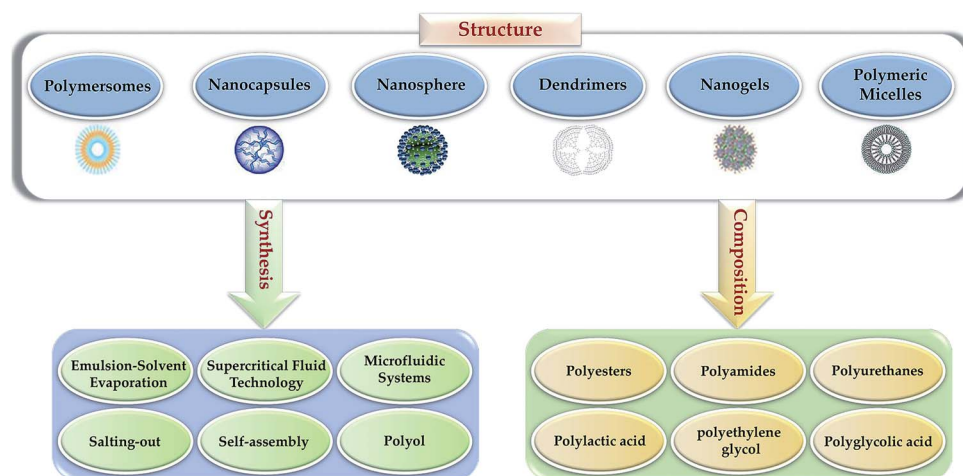 Structure
Polymersomes
Nanocapsules
Nanosphere
Dendrimers
Nanogels
Polymeric
Micelles
Synthesis
Composition
Emulsion-Solvent
Evaporation
Supercritical Fluid
Technology
Microfluidic
Systems
Salting-out
Self-assembly
Polyol
Polyesters
Polyamides
Polyurethanes
Polylactic acid
polyethylene
glycol
Polyglycolic acid